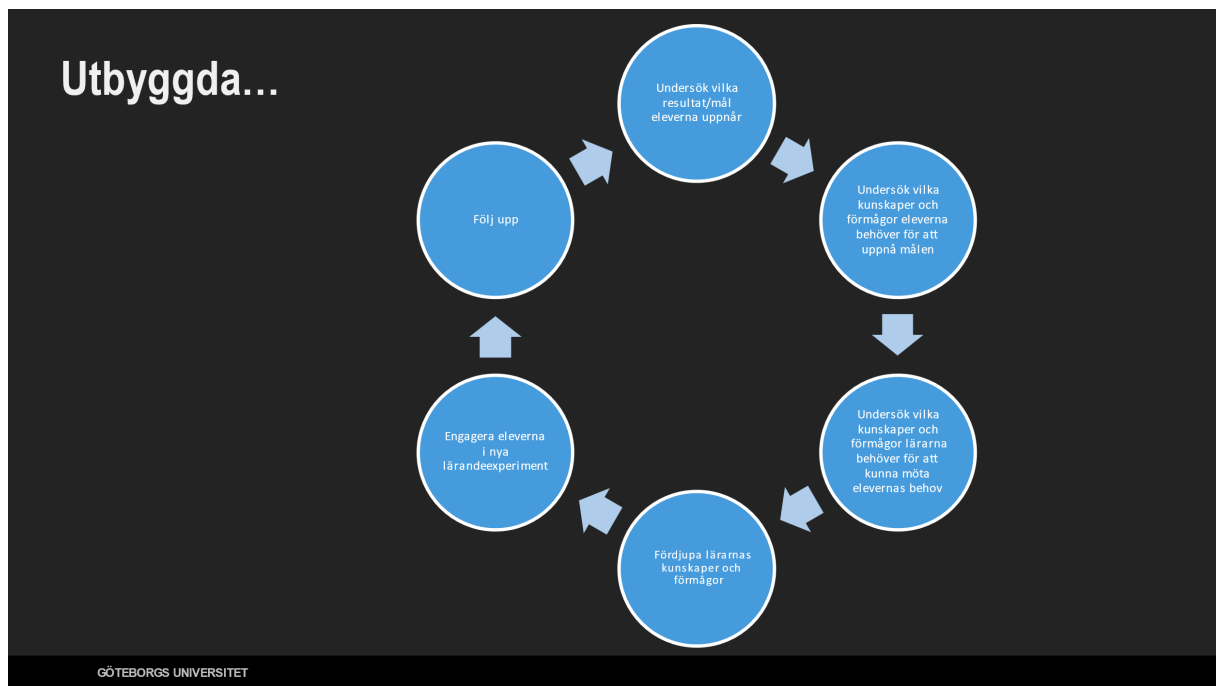 Utbyggda…
Undersök vilka
resultat/mål
eleverna uppnår
Undersök vilka
kunskaper och
förmågor eleverna
behöver för att
uppnå målen
Undersök vilka
kunskaper och
förmågor lärarna
behöver för att
kunna möta
elevernas behov
Fördjupa lärarnas
kunskaper och
förmågor
Engagera eleverna
i nya
lärandeexperiment
Följ upp
GÖTEBORGS UNIVERSITET